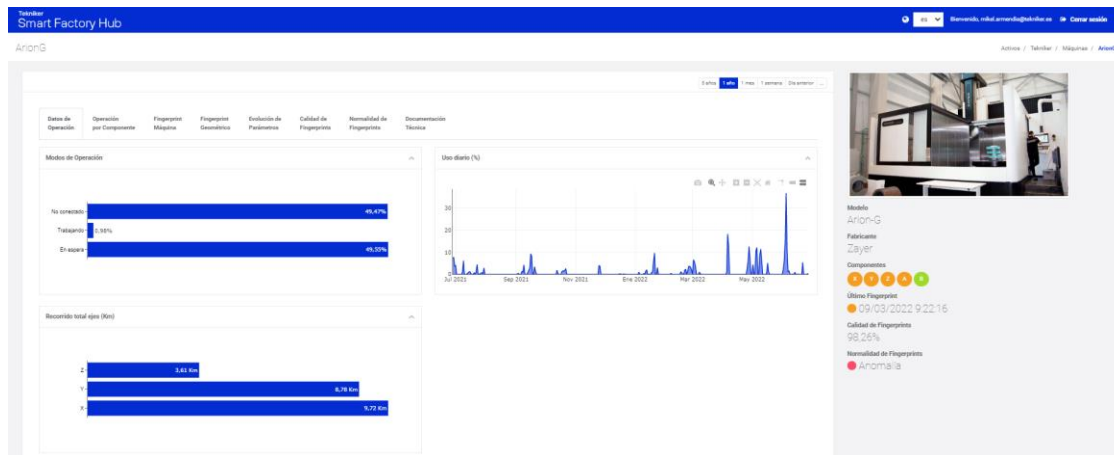 Tekniker
Smart Factory Hub
es
Bienvenido, mikel.armendia@tekniker.es
Cerrar sesión
ArionG
Activos / Tekniker / Máquinas / ArionG
1 año
1 mes
1 semana
Día anterior
...
Datos de Operación
Operación por Componente
Fingerprint Máquina
Fingerprint Geométrico
Evolución de Parámetros
Calidad de Fingerprints
Normalidad de Fingerprints
Documentación Técnica
Modos de Operación
No conectado
49,47%
Trabajando
0,98%
En espera
49,55%
Uso diario (%)
30
20
10
0
Jul 2021
Sep 2021
Nov 2021
Ene 2022
Mar 2022
May 2022
Recorrido total ejes (Km)
Z
3,61 Km
Y
8,78 Km
X
9,72 Km
Modelo
Arion-G
Fabricante
Zayer
Componentes
X Y Z A
Último Fingerprint
09/03/2022 9:22:16
Calidad de Fingerprints
98,26%
Normalidad de Fingerprints
Anomalía